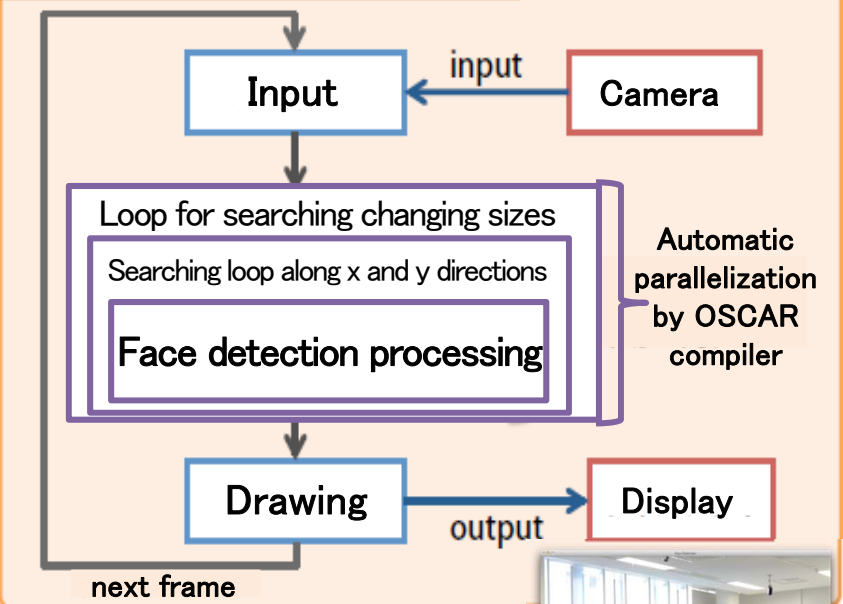 Input
input
Camera
Loop for searching changing sizes
Searching loop along x and y directions
Face detection processing
Automatic
parallelization
by OSCAR
compiler
Drawing
output
Display
next frame